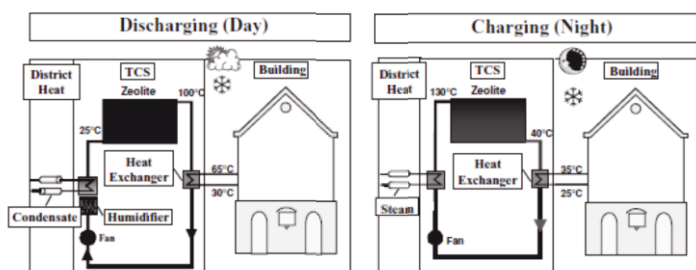 Discharging (Day)
District
Heat
TCS
Zeolite
Building
100°C
25°C
Heat
Exchanger
65°C
30°C
Condensate
Humidifier
Fan
Charging (Night)
District
Heat
TCS
Zeolite
Building
130°C
40°C
Heat
Exchanger
35°C
25°C
Steam
Fan